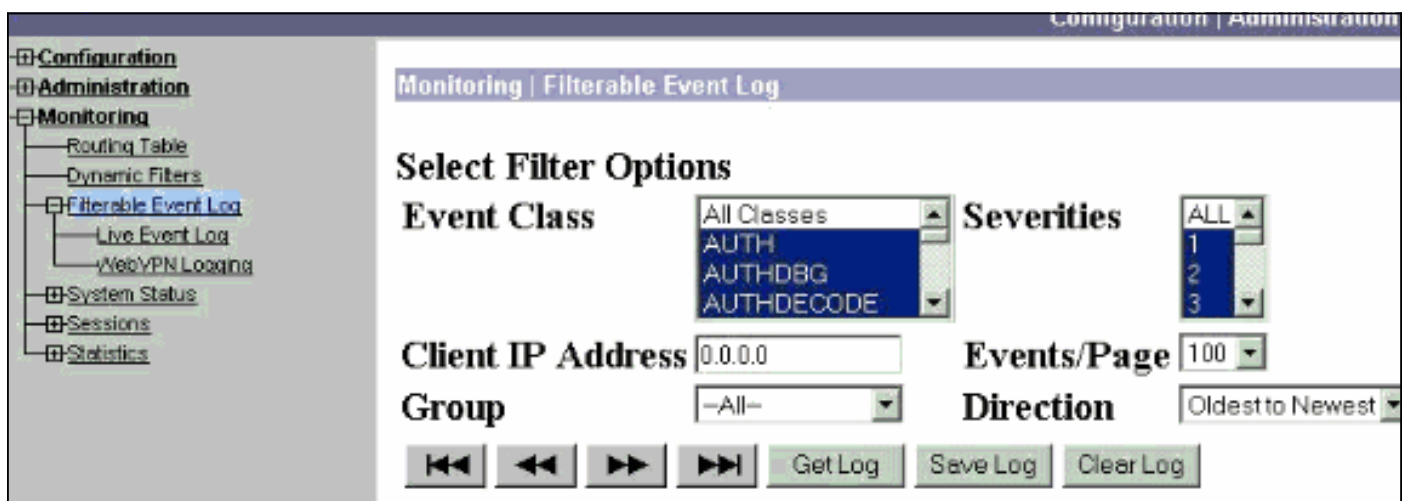 Configuration | Administration
Configuration
Administration
Monitoring
Routing Table
Dynamic Filters
Filterable Event Log
Live Event Log
WebVPN Logging
System Status
Sessions
Statistics
Monitoring | Filterable Event Log
Select Filter Options
Event Class
All Classes
AUTH
AUTHDBG
AUTHDECODE
Severities
ALL
1
2
3
Client IP Address
0.0.0.0
Events/Page
100
Group
--All--
Direction
Oldest to Newest
Get Log
Save Log
Clear Log